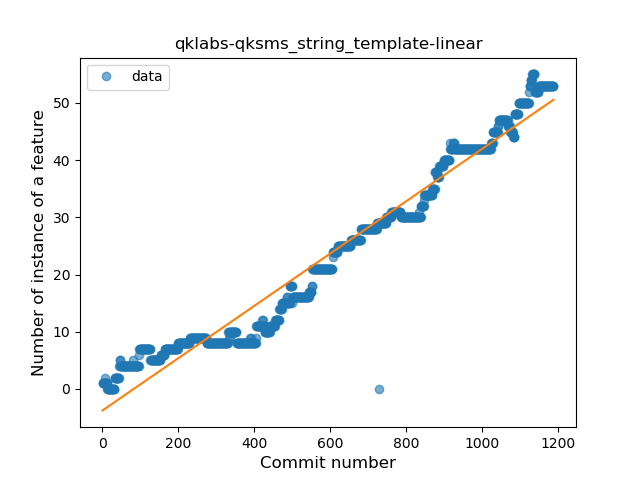 qklabs-qksms_string_template-linear
data
Number of instance of a feature
50
40
30
20
10
0
0 200 400 600 800 1000 1200
Commit number